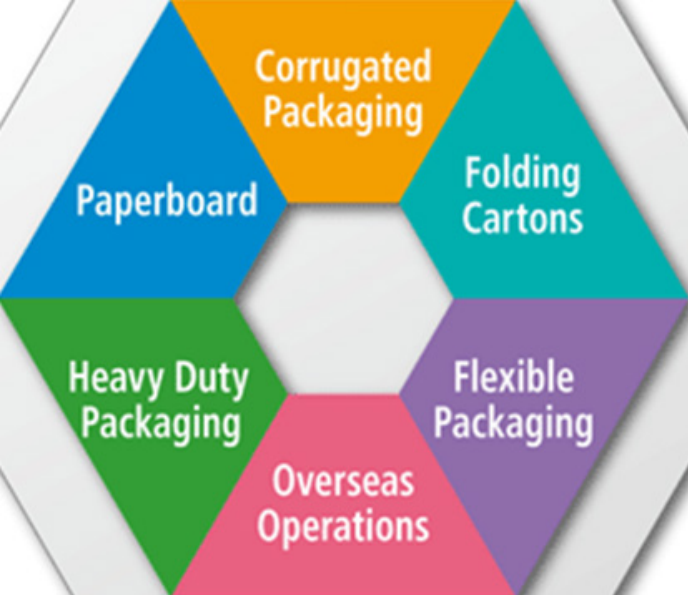 Corrugated
Packaging
Folding
Cartons
Paperboard
Heavy Duty
Packaging
Flexible
Packaging
Overseas
Operations